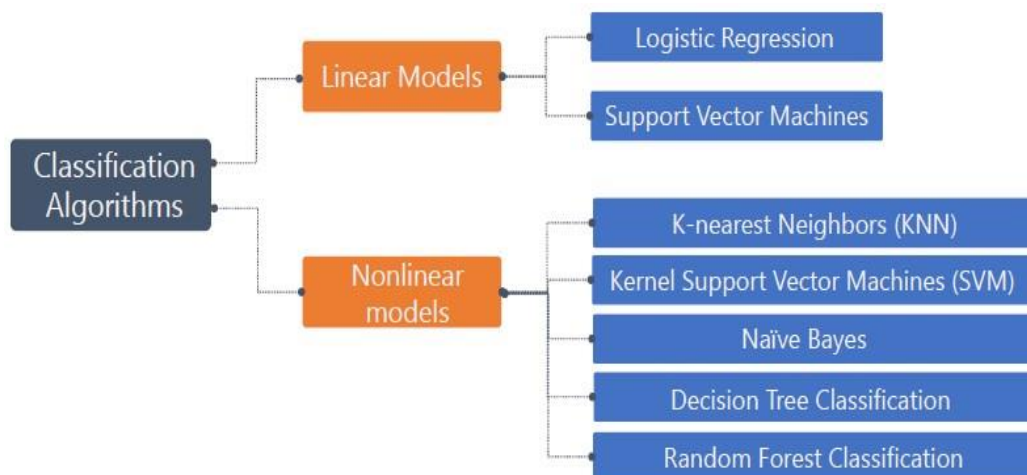 Classification
Algorithms
Linear Models
Logistic Regression
Support Vector Machines
Nonlinear
models
K-nearest Neighbors (KNN)
Kernel Support Vector Machines (SVM)
Naïve Bayes
Decision Tree Classification
Random Forest Classification